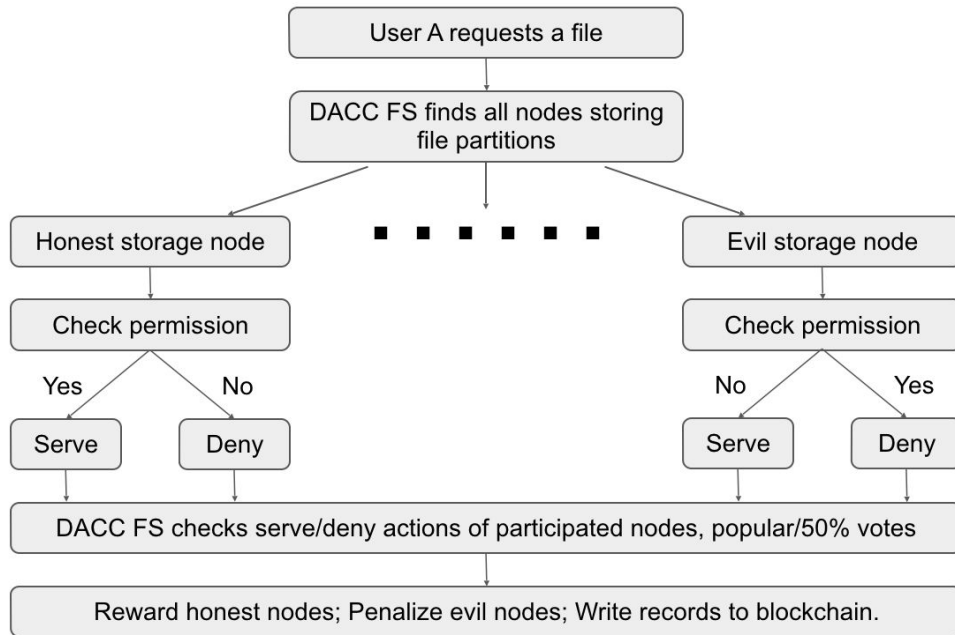 User A requests a file
DACC FS finds all nodes storing
file partitions
Honest storage node
Evil storage node
Check permission
Check permission
Yes
No
No
Yes
Serve
Deny
Serve
Deny
DACC FS checks serve/deny actions of participated nodes, popular/50% votes
Reward honest nodes; Penalize evil nodes; Write records to blockchain.